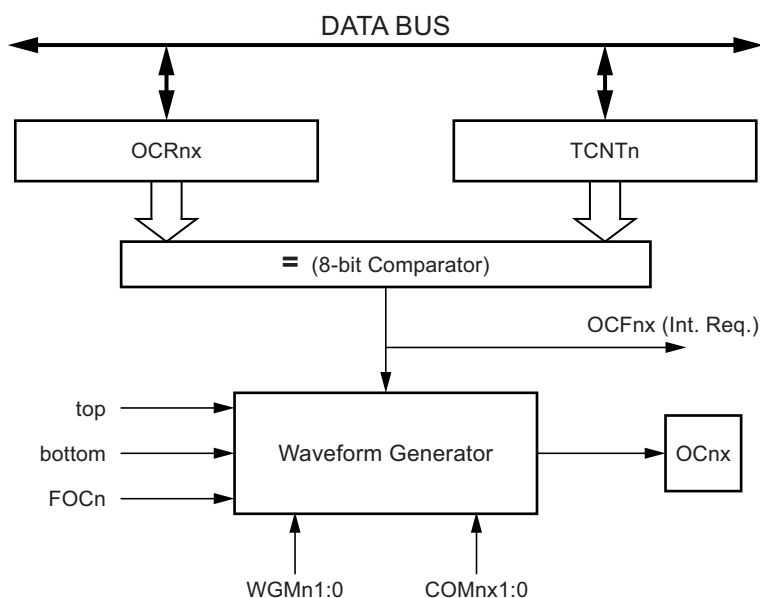 DATA BUS
OCRnx
TCNTn
= (8-bit Comparator)
OCFnx (Int. Req.)
top
bottom
FOCn
Waveform Generator
OCnx
WGMn1:0
COMnx1:0